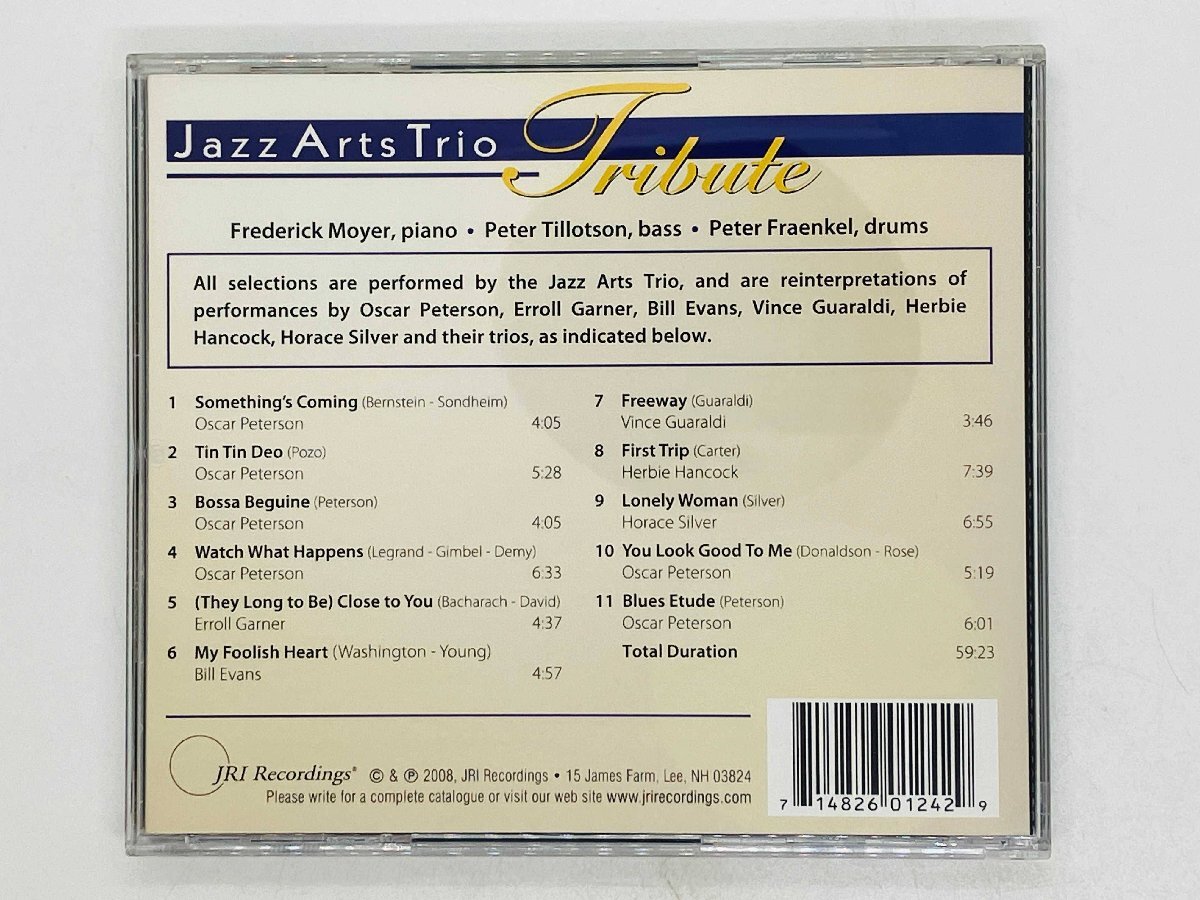 Jazz Arts Trio Tribute
Frederick Moyer, piano • Peter Tillotson, bass • Peter Fraenkel, drums
All selections are performed by the Jazz Arts Trio, and are reinterpretations of
performances by Oscar Peterson, Erroll Garner, Bill Evans, Vince Guaraldi, Herbie
Hancock, Horace Silver and their trios, as indicated below.
1 Something's Coming (Bernstein - Sondheim)
Oscar Peterson 4:05
2 Tin Tin Deo (Pozo)
Oscar Peterson 5:28
3 Bossa Beguine (Peterson)
Oscar Peterson 4:05
4 Watch What Happens (Legrand - Gimbel - Demy)
Oscar Peterson 6:33
5 (They Long to Be) Close to You (Bacharach - David)
Erroll Garner 4:37
6 My Foolish Heart (Washington - Young)
Bill Evans 4:57
7 Freeway (Guaraldi)
Vince Guaraldi 3:46
8 First Trip (Carter)
Herbie Hancock 7:39
9 Lonely Woman (Silver)
Horace Silver 6:55
10 You Look Good To Me (Donaldson - Rose)
Oscar Peterson 5:19
11 Blues Etude (Peterson)
Oscar Peterson 6:01
Total Duration 59:23
JRI Recordings® © & ℗ 2008, JRI Recordings • 15 James Farm, Lee, NH 03824
Please write for a complete catalogue or visit our web site www.jrirecordings.com
7 14826 01242 9